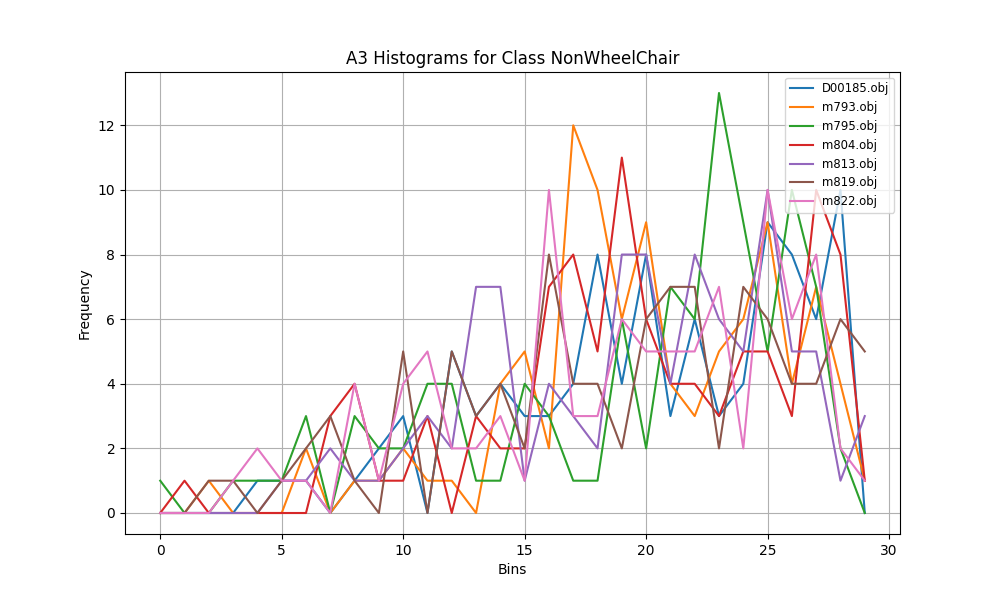 A3 Histograms for Class NonWheelChair
D00185.obj
m793.obj
m795.obj
m804.obj
m813.obj
m819.obj
m822.obj
Frequency
12
10
8
6
4
2
0
0 5 10 15 20 25 30
Bins